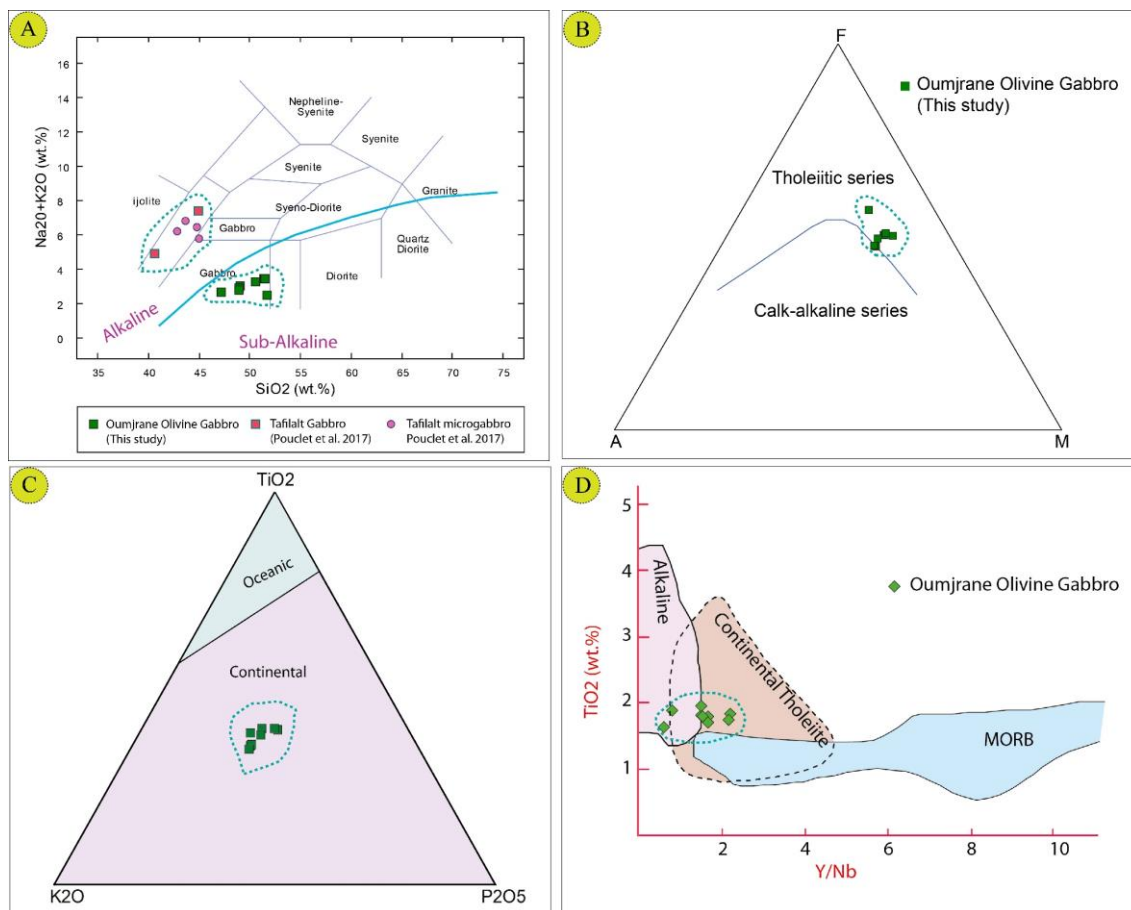 A
16
14
12
10
8
6
4
2
0
Na20+K2O (wt.%)
Nepheline-
Syenite
Syenite
Syenite
Granite
ijolite
Syeno-Diorite
Gabbro
Quartz
Diorite
Gabbro
Diorite
Alkaline
Sub-Alkaline
35 40 45 50 55 60 65 70 75
SiO2 (wt.%)
Oumjrane Olivine Gabbro
(This study)
Tafilalt Gabbro
(Pouclet et al. 2017)
Tafilalt microgabbro
Pouclet et al. 2017)
B
F
Oumjrane Olivine Gabbro
(This study)
Tholeiitic series
Calk-alkaline series
A
M
C
TiO2
Oceanic
Continental
K2O
P2O5
D
5
4
3
2
1
TiO2 (wt.%)
Alkaline
Continental Tholeiite
Oumjrane Olivine Gabbro
MORB
2 4 6 8 10
Y/Nb